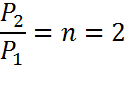 P₂/P₁ = n = 2